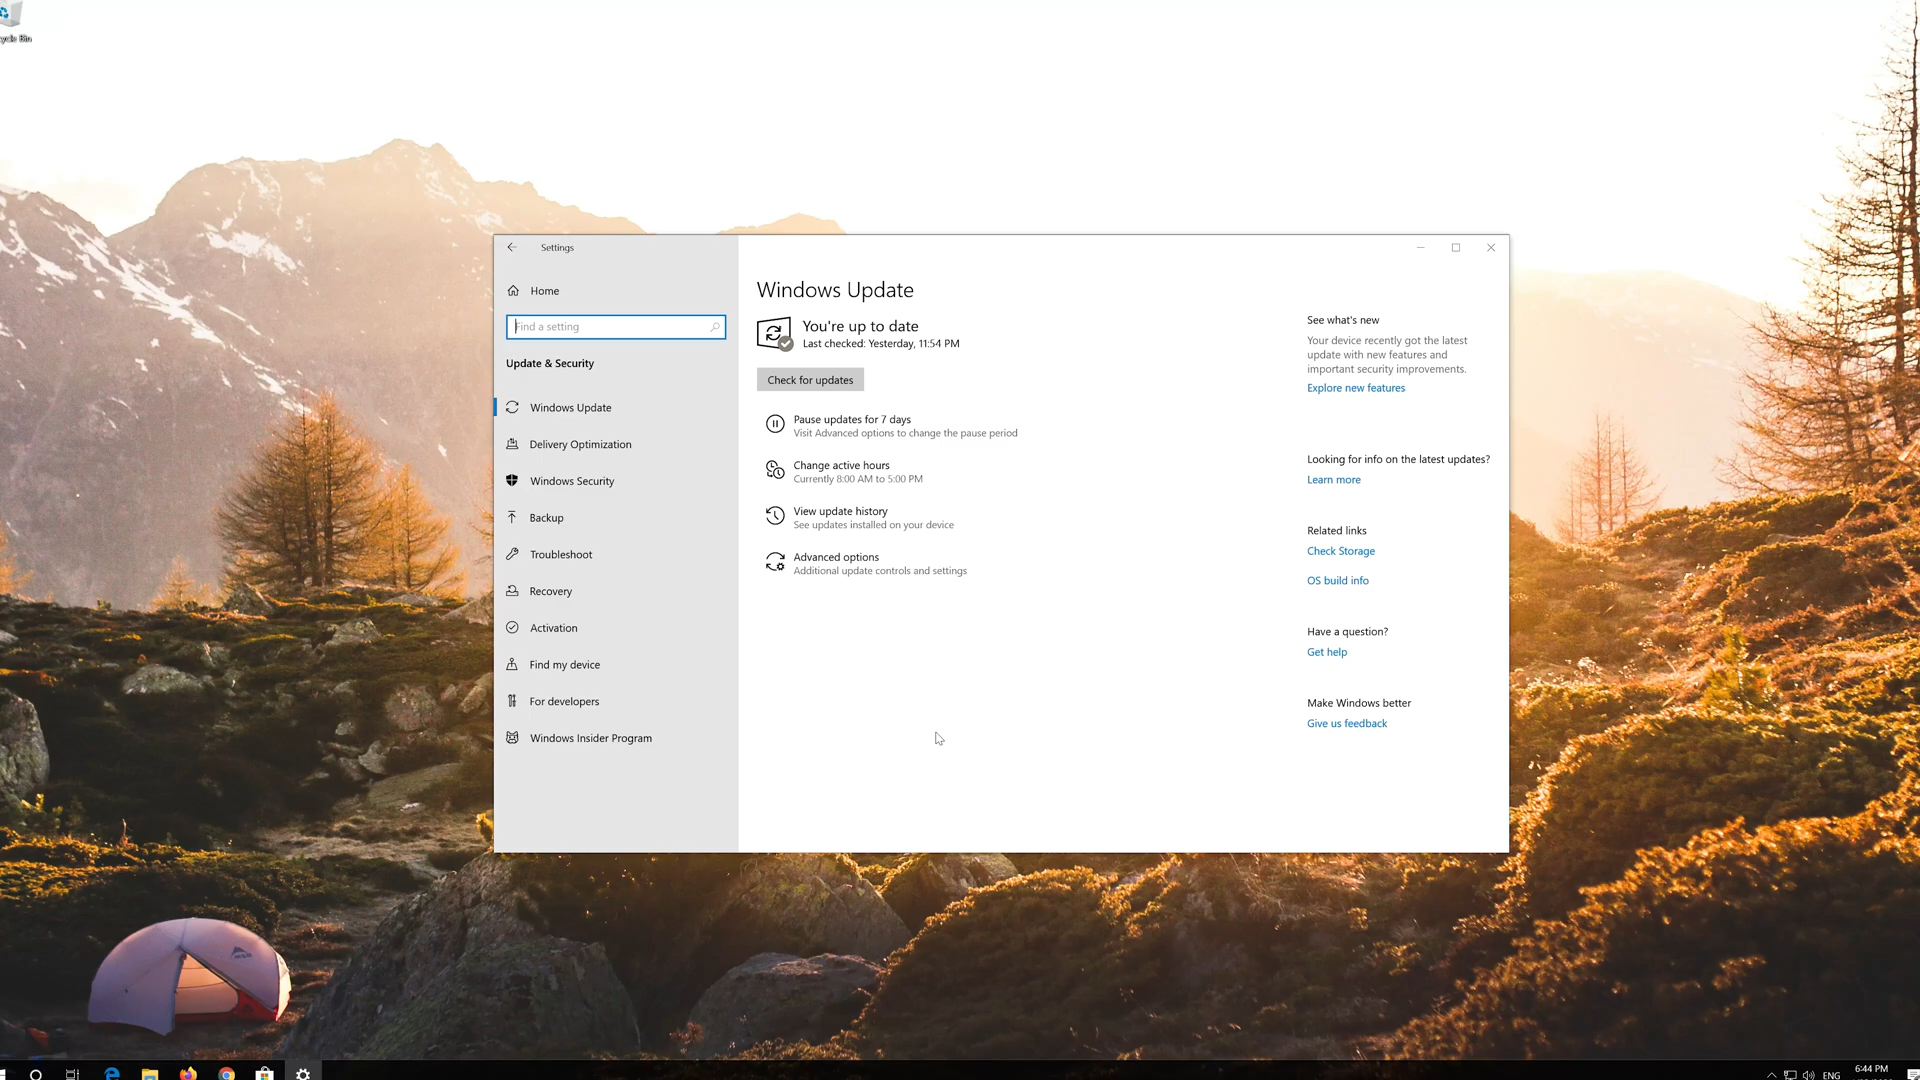 Settings
Home
Find a setting
Update & Security
Windows Update
Delivery Optimization
Windows Security
Backup
Troubleshoot
Recovery
Activation
Find my device
For developers
Windows Insider Program
Windows Update
You're up to date
Last checked: Yesterday, 11:54 PM
Check for updates
Pause updates for 7 days
Visit Advanced options to change the pause period
Change active hours
Currently 8:00 AM to 5:00 PM
View update history
See updates installed on your device
Advanced options
Additional update controls and settings
See what's new
Your device recently got the latest
update with new features and
important security improvements.
Explore new features
Looking for info on the latest updates?
Learn more
Related links
Check Storage
OS build info
Have a question?
Get help
Make Windows better
Give us feedback
ENG
6:44 PM